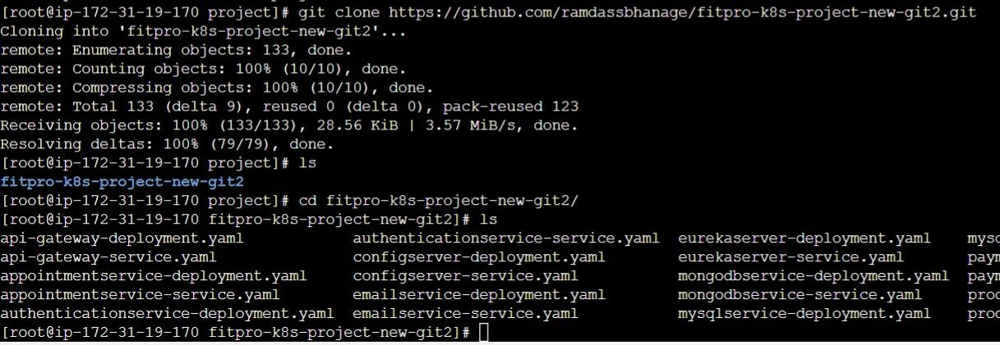 [root@ip-172-31-19-170 project]# git clone https://github.com/ramdassbhanage/fitpro-k8s-project-new-git2.git
Cloning into 'fitpro-k8s-project-new-git2'...
remote: Enumerating objects: 133, done.
remote: Counting objects: 100% (10/10), done.
remote: Compressing objects: 100% (10/10), done.
remote: Total 133 (delta 9), reused 0 (delta 0), pack-reused 123
Receiving objects: 100% (133/133), 28.56 KiB | 3.57 MiB/s, done.
Resolving deltas: 100% (79/79), done.
[root@ip-172-31-19-170 project]# ls
fitpro-k8s-project-new-git2
[root@ip-172-31-19-170 project]# cd fitpro-k8s-project-new-git2/
[root@ip-172-31-19-170 fitpro-k8s-project-new-git2]# ls
api-gateway-deployment.yaml authenticationservice-service.yaml eurekaserver-deployment.yaml mysq
api-gateway-service.yaml configserver-deployment.yaml eurekaserver-service.yaml paym
appointmentservice-deployment.yaml configserver-service.yaml mongodbservice-deployment.yaml paym
appointmentservice-service.yaml emailservice-deployment.yaml mongodbservice-service.yaml prod
authenticationservice-deployment.yaml emailservice-service.yaml mysqlservice-deployment.yaml prod
[root@ip-172-31-19-170 fitpro-k8s-project-new-git2]#